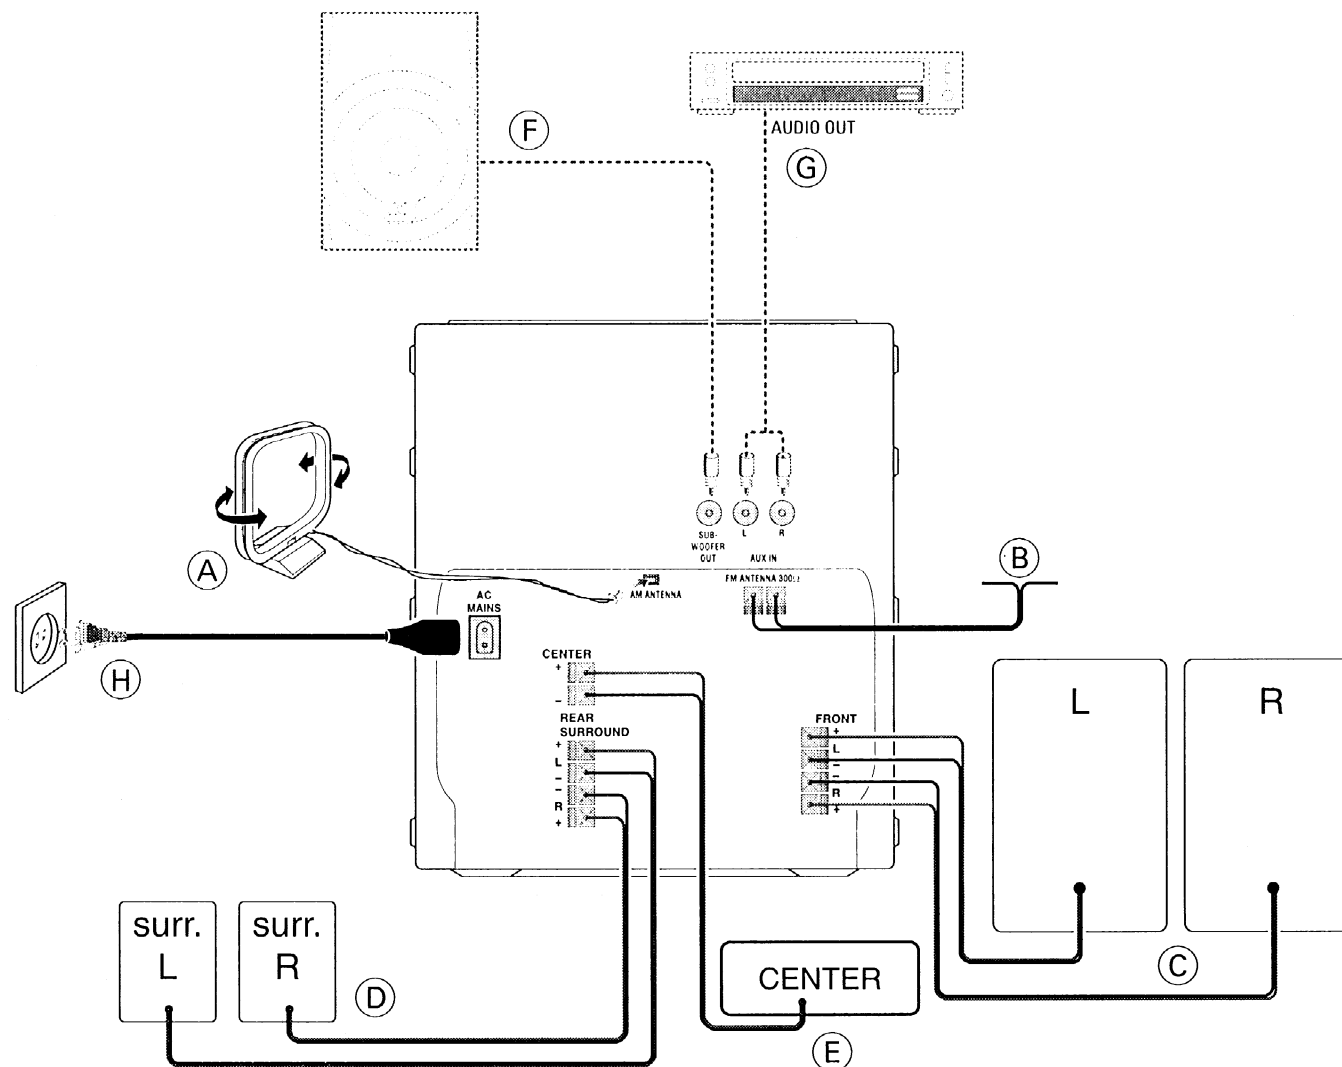 F
AUDIO OUT
G
SUB-
WOOFER
OUT
L
R
AUX IN
A
AM ANTENNA
FM ANTENNA 300Ω
B
AC
MAINS
H
CENTER
+
–
REAR
SURROUND
+
L
–
–
R
+
FRONT
+
L
–
–
R
+
L
R
C
surr.
L
surr.
R
D
CENTER
E